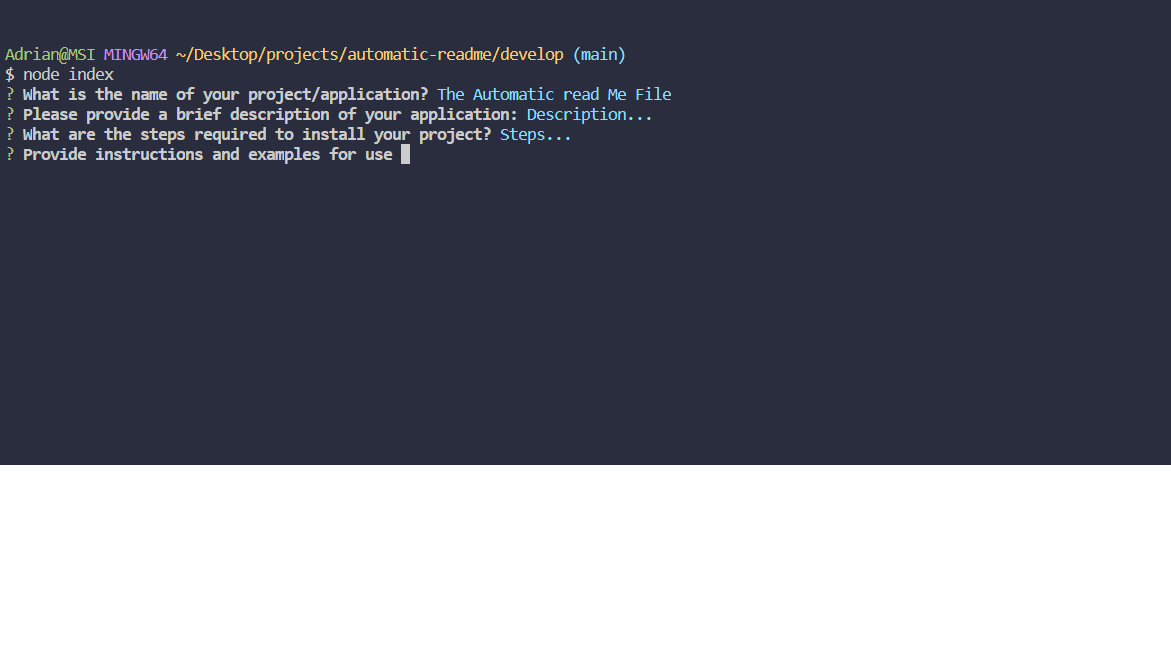 Adrian@MSI MINGW64 ~/Desktop/projects/automatic-readme/develop (main)
$ node index
? What is the name of your project/application? The Automatic read Me File
? Please provide a brief description of your application: Description...
? What are the steps required to install your project? Steps...
? Provide instructions and examples for use